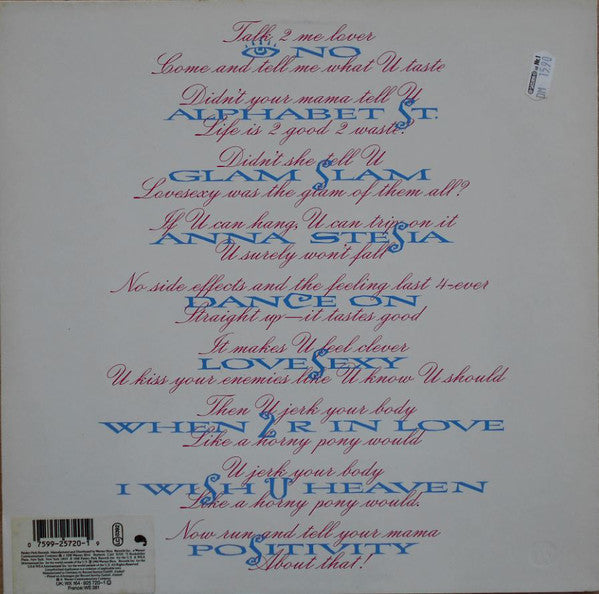 Talk 2 me lover
NO
Come and tell me what U taste
Didn't your mama tell U
ALPHABET ST.
Life is 2 good 2 waste?
Didn't she tell U
GLAM SLAM
Lovesexy was the glam of them all?
If U can hang, U can trip on it
ANNA STESIA
U surely won't fall
No side effects and the feeling last 4-ever
DANCE ON
Straight up—it tastes good
It makes U feel clever
LOVESEXY
U kiss your enemies like U know U should
Then U jerk your body
WHEN 2 R IN LOVE
Like a horny pony would
U jerk your body
I WISH U HEAVEN
Like a horny pony would.
Now run and tell your mama
POSITIVITY
About that!
0 7599-25720-1 9